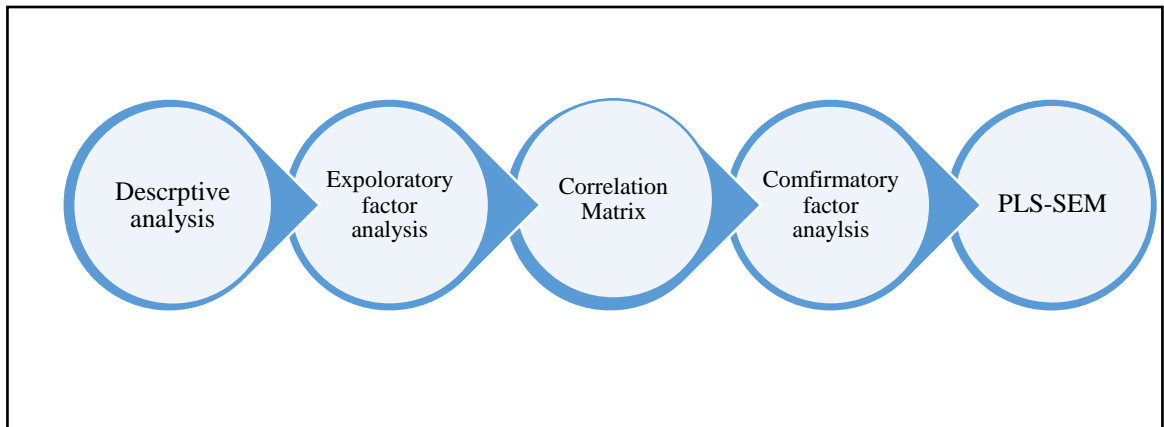 Descrptive
analysis
Expoloratory
factor
analysis
Correlation
Matrix
Comfirmatory
factor
anaylsis
PLS-SEM